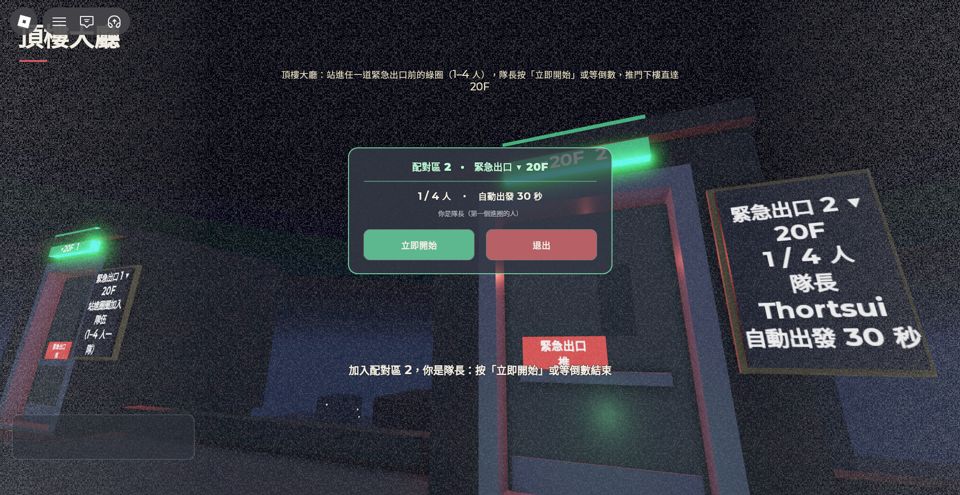 頂樓大廳
頂樓大廳：站進任一道緊急出口前的綠圈（1–4 人），隊長按「立即開始」或等倒數，推門下樓直達
20F
配對區 2 • 緊急出口 ▼ 20F
1 / 4 人 • 自動出發 30 秒
你是隊長（第一個進圈的人）
立即開始
退出
20F 2
緊急出口 2 ▼
20F
1 / 4 人
隊長
Thortsui
自動出發 30 秒
20F 1
緊急出口 1 ▼
20F
站進圈圈加入
隊伍
（1–4 人一
隊）
緊急出口
推
緊急出口
推
加入配對區 2，你是隊長：按「立即開始」或等倒數結束